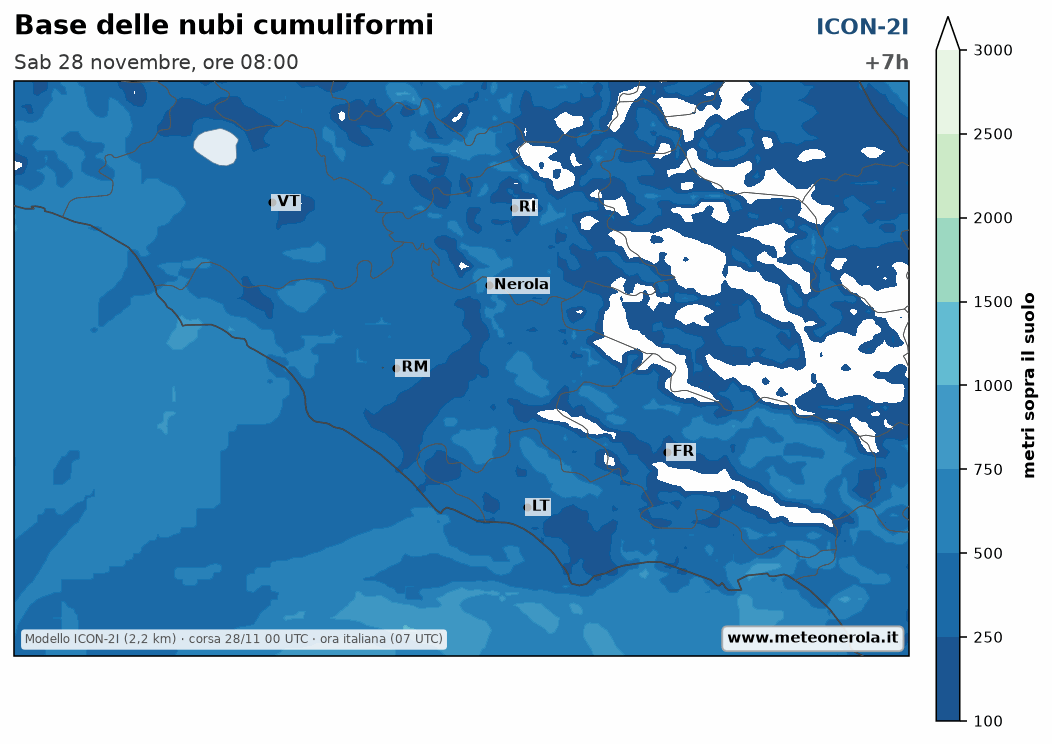 Base delle nubi cumuliformi
ICON-2I
Sab 28 novembre, ore 08:00
+7h
VT
RI
Nerola
RM
FR
LT
Modello ICON-2I (2,2 km) · corsa 28/11 00 UTC · ora italiana (07 UTC)
www.meteonerola.it
3000
2500
2000
1500
1000
750
500
250
100
metri sopra il suolo